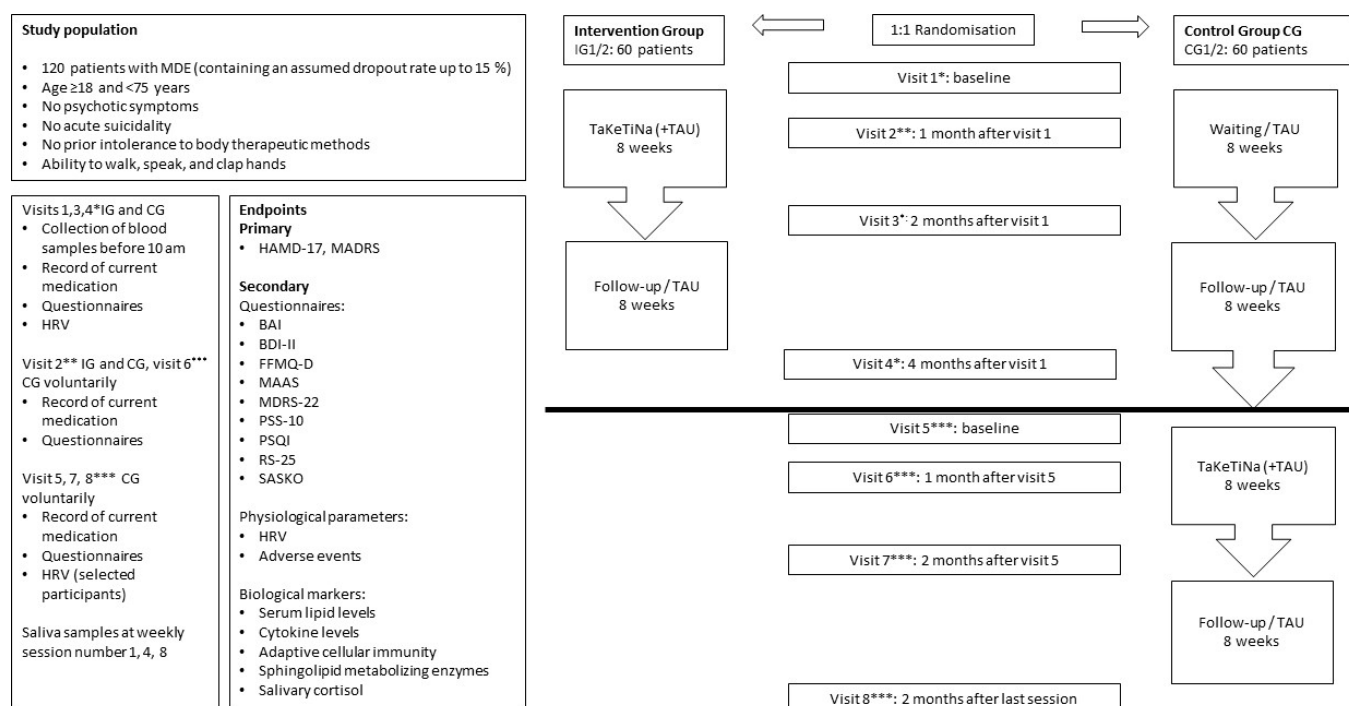 Study population
• 120 patients with MDE (containing an assumed dropout rate up to 15 %)
• Age ≥18 and <75 years
• No psychotic symptoms
• No acute suicidality
• No prior intolerance to body therapeutic methods
• Ability to walk, speak, and clap hands
Visits 1,3,4*IG and CG
• Collection of blood
samples before 10 am
• Record of current
medication
• Questionnaires
• HRV
Visit 2** IG and CG, visit 6***
CG voluntarily
• Record of current
medication
• Questionnaires
Visit 5, 7, 8*** CG
voluntarily
• Record of current
medication
• Questionnaires
• HRV (selected
participants)
Saliva samples at weekly
session number 1, 4, 8
Endpoints
Primary
• HAMD-17, MADRS
Secondary
Questionnaires:
• BAI
• BDI-II
• FFMQ-D
• MAAS
• MDRS-22
• PSS-10
• PSQI
• RS-25
• SASKO
Physiological parameters:
• HRV
• Adverse events
Biological markers:
• Serum lipid levels
• Cytokine levels
• Adaptive cellular immunity
• Sphingolipid metabolizing enzymes
• Salivary cortisol
Intervention Group
IG1/2: 60 patients
TaKeTiNa (+TAU)
8 weeks
Follow-up / TAU
8 weeks
1:1 Randomisation
Visit 1*: baseline
Visit 2**: 1 month after visit 1
Visit 3*: 2 months after visit 1
Visit 4*: 4 months after visit 1
Visit 5***: baseline
Visit 6***: 1 month after visit 5
Visit 7***: 2 months after visit 5
Visit 8***: 2 months after last session
Control Group CG
CG1/2: 60 patients
Waiting / TAU
8 weeks
Follow-up / TAU
8 weeks
TaKeTiNa (+TAU)
8 weeks
Follow-up / TAU
8 weeks